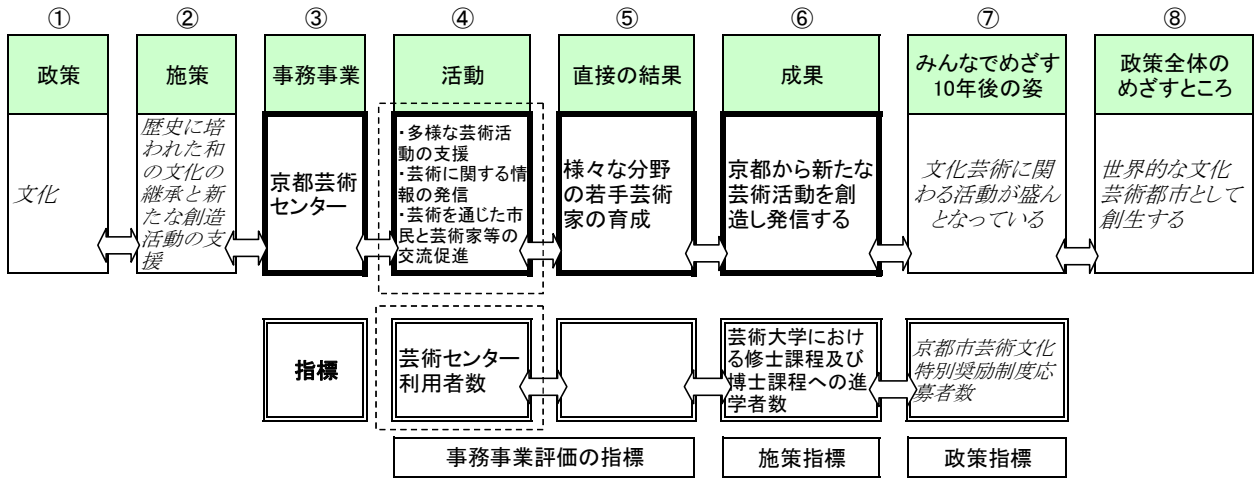 ①
②
③
④
⑤
⑥
⑦
⑧
政策
施策
事務事業
活動
直接の結果
成果
みんなでめざす
10年後の姿
政策全体の
めざすところ
文化
歴史に培
われた和
の文化の
継承と新
たな創造
活動の支
援
京都芸術
センター
・多様な芸術活
動の支援
・芸術に関する情
報の発信
・芸術を通じた市
民と芸術家等の
交流促進
様々な分野
の若手芸術
家の育成
京都から新たな
芸術活動を創
造し発信する
文化芸術に関
わる活動が盛ん
となっている
世界的な文化
芸術都市として
創生する
指標
芸術センター
利用者数
芸術大学におけ
る修士課程及び
博士課程への進
学者数
京都市芸術文化
特別奨励制度応
募者数
事務事業評価の指標
施策指標
政策指標